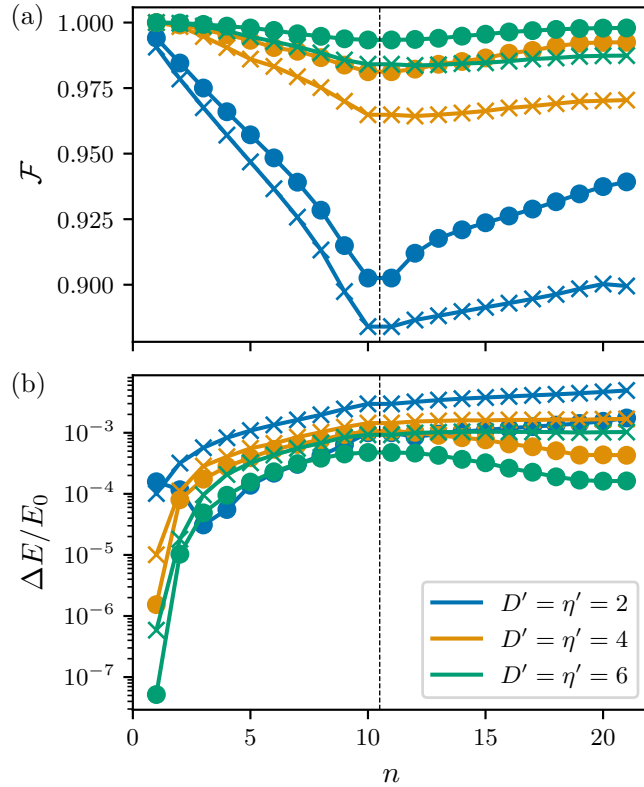 (a)
1.000
0.975
0.950
0.925
0.900
ℱ
(b)
10⁻³
10⁻⁴
10⁻⁵
10⁻⁶
10⁻⁷
ΔE/E₀
D′ = η′ = 2
D′ = η′ = 4
D′ = η′ = 6
0 5 10 15 20
n